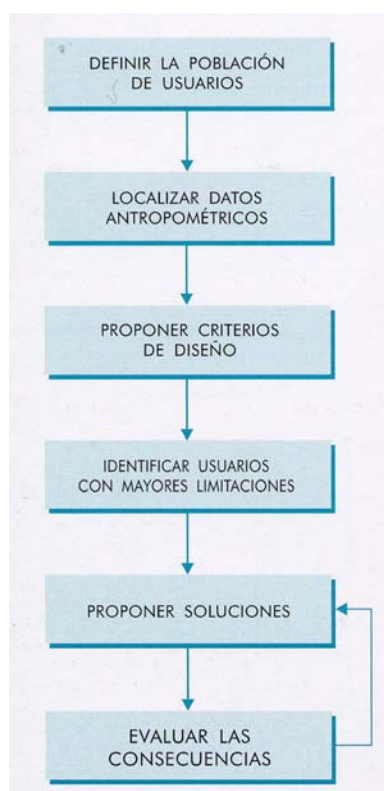 DEFINIR LA POBLACIÓN
DE USUARIOS
LOCALIZAR DATOS
ANTROPOMÉTRICOS
PROPONER CRITERIOS
DE DISEÑO
IDENTIFICAR USUARIOS
CON MAYORES LIMITACIONES
PROPONER SOLUCIONES
EVALUAR LAS
CONSECUENCIAS